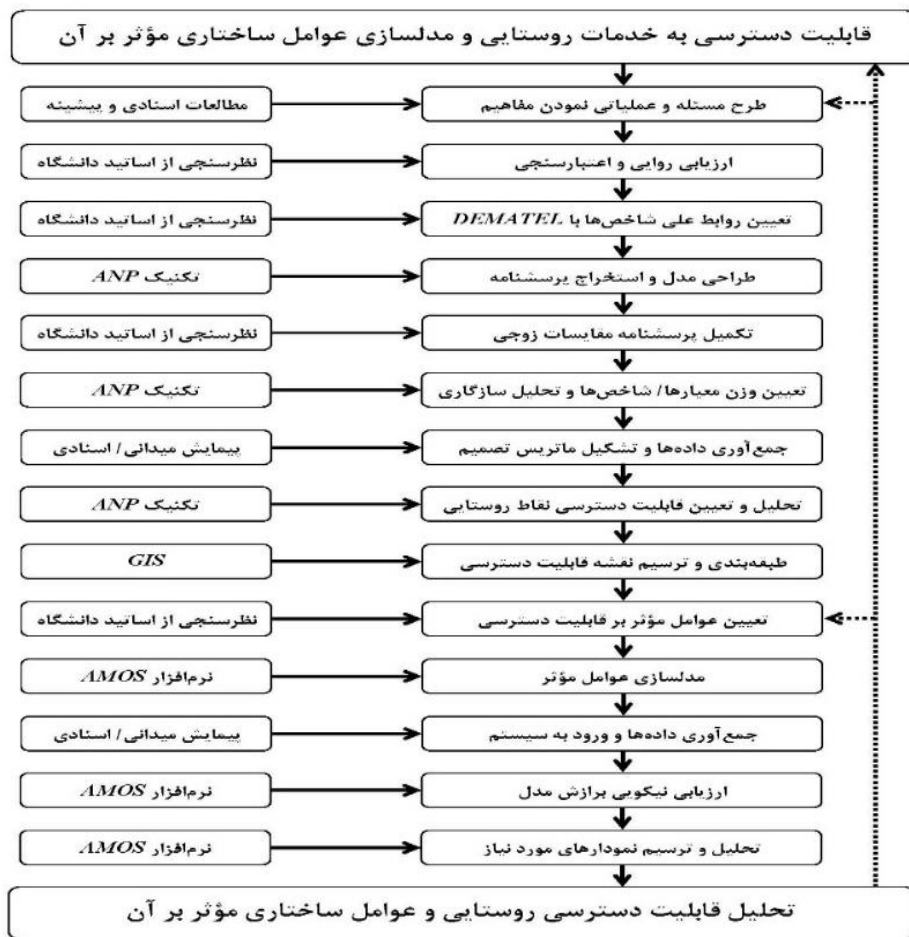 قابلیت دسترسی به خدمات روستایی و مدلسازی عوامل ساختاری مؤثر بر آن
طرح مسئله و عملیاتی نمودن مفاهیم
مطالعات اسنادی و پیشینه
ارزیابی روایی و اعتبارسنجی
نظرسنجی از اساتید دانشگاه
تعیین روابط علی شاخص‌ها با DEMATEL
نظرسنجی از اساتید دانشگاه
طراحی مدل و استخراج پرسشنامه
تکنیک ANP
تکمیل پرسشنامه مقایسات زوجی
نظرسنجی از اساتید دانشگاه
تعیین وزن معیارها/ شاخص‌ها و تحلیل سازگاری
تکنیک ANP
جمع‌آوری داده‌ها و تشکیل ماتریس تصمیم
پیمایش میدانی/ اسنادی
تحلیل و تعیین قابلیت دسترسی نقاط روستایی
تکنیک ANP
طبقه‌بندی و ترسیم نقشه قابلیت دسترسی
GIS
تعیین عوامل مؤثر بر قابلیت دسترسی
نظرسنجی از اساتید دانشگاه
مدلسازی عوامل مؤثر
نرم‌افزار AMOS
جمع‌آوری داده‌ها و ورود به سیستم
پیمایش میدانی/ اسنادی
ارزیابی نیکویی برازش مدل
نرم‌افزار AMOS
تحلیل و ترسیم نمودارهای مورد نیاز
نرم‌افزار AMOS
تحلیل قابلیت دسترسی روستایی و عوامل ساختاری مؤثر بر آن